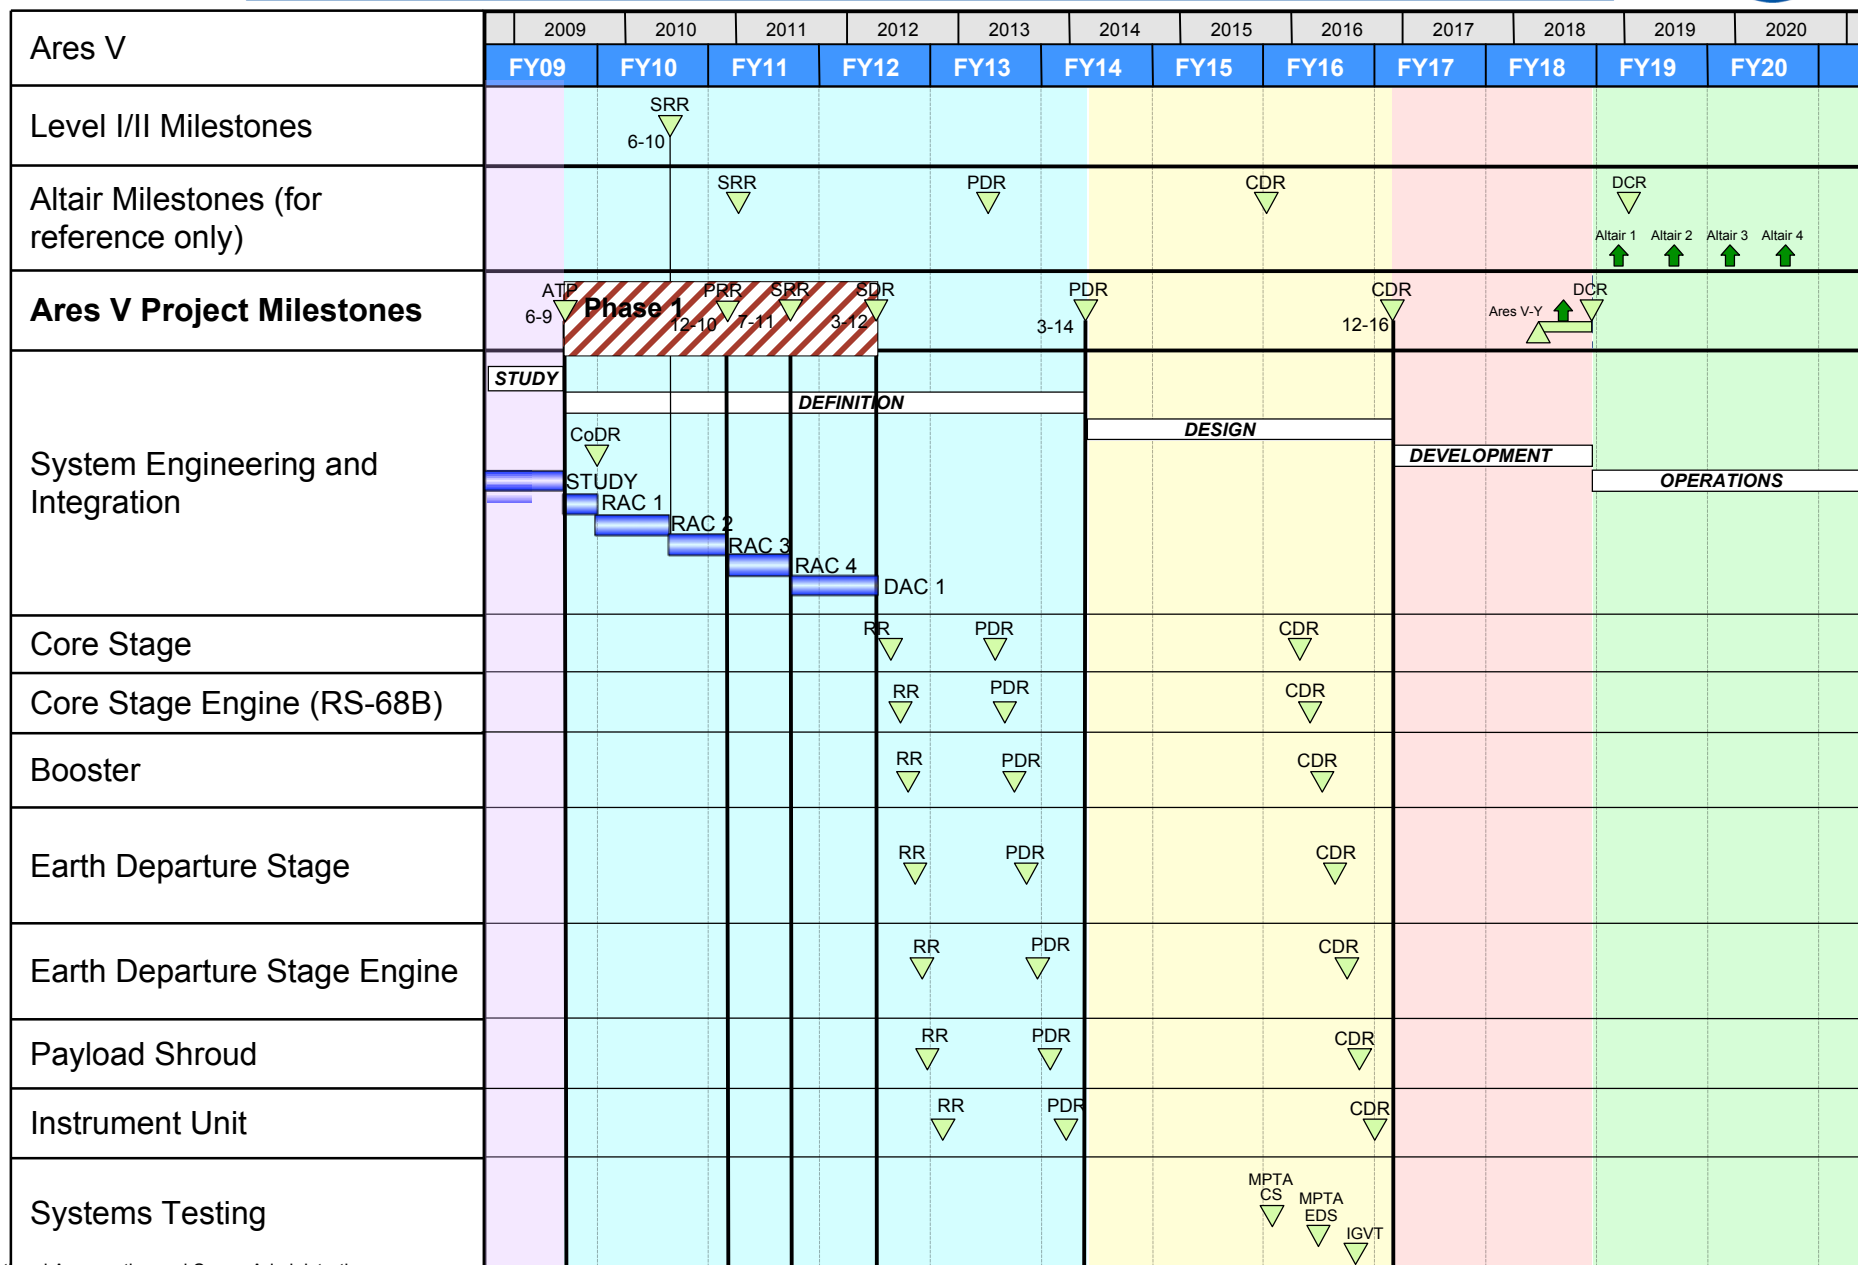 Ares V
2009 2010 2011 2012 2013 2014 2015 2016 2017 2018 2019 2020
FY09 FY10 FY11 FY12 FY13 FY14 FY15 FY16 FY17 FY18 FY19 FY20
Level I/II Milestones
SRR
6-10
Altair Milestones (for
reference only)
SRR PDR CDR DCR
Altair 1 Altair 2 Altair 3 Altair 4
Ares V Project Milestones
ATP PRR SRR SDR PDR CDR DCR
Phase 1
Ares V-Y
6-9 12-10 7-11 3-12 3-14 12-16
System Engineering and
Integration
STUDY
DEFINITION
DESIGN
DEVELOPMENT
OPERATIONS
CoDR
STUDY
RAC 1
RAC 2
RAC 3
RAC 4
DAC 1
Core Stage
RR PDR CDR
Core Stage Engine (RS-68B)
RR PDR CDR
Booster
RR PDR CDR
Earth Departure Stage
RR PDR CDR
Earth Departure Stage Engine
RR PDR CDR
Payload Shroud
RR PDR CDR
Instrument Unit
RR PDR CDR
Systems Testing
MPTA
CS
MPTA
EDS
IGVT